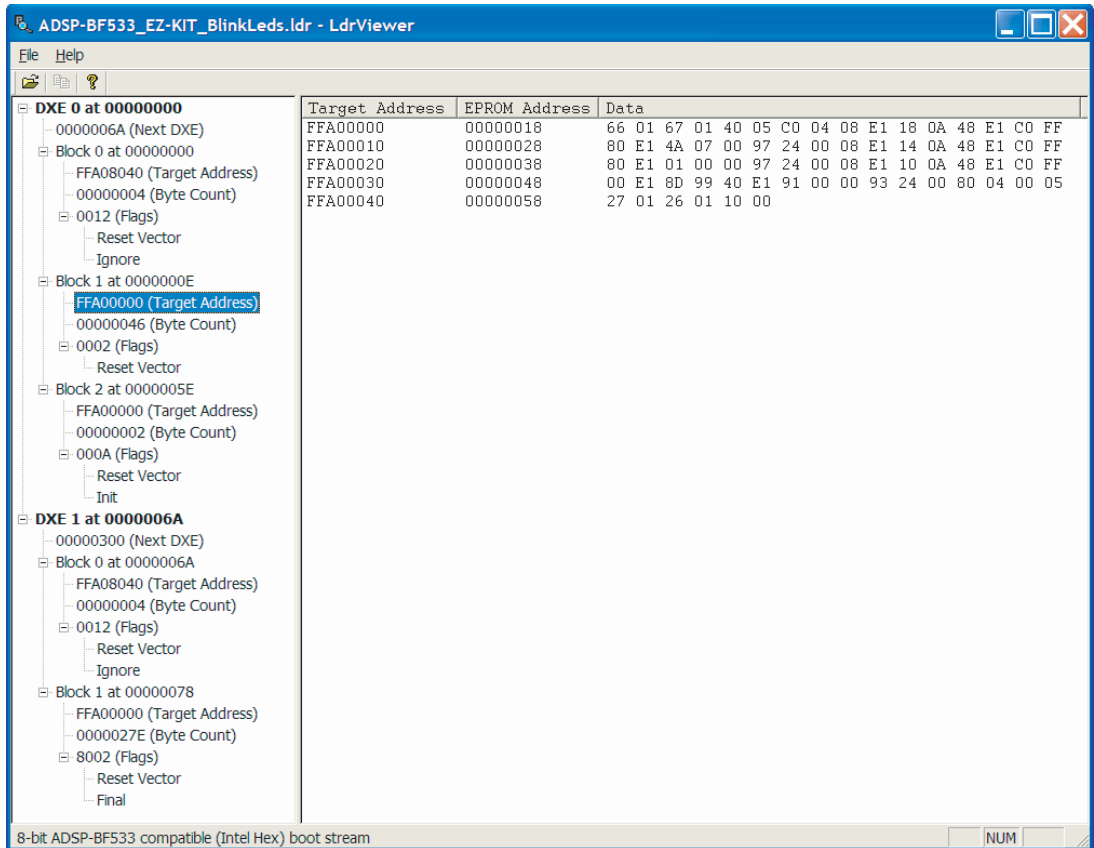 ADSP-BF533_EZ-KIT_BlinkLeds.ldr - LdrViewer
File Help
DXE 0 at 00000000
0000006A (Next DXE)
Block 0 at 00000000
FFA08040 (Target Address)
00000004 (Byte Count)
0012 (Flags)
Reset Vector
Ignore
Block 1 at 0000000E
FFA00000 (Target Address)
00000046 (Byte Count)
0002 (Flags)
Reset Vector
Block 2 at 0000005E
FFA00000 (Target Address)
00000002 (Byte Count)
000A (Flags)
Reset Vector
Init
DXE 1 at 0000006A
00000300 (Next DXE)
Block 0 at 0000006A
FFA08040 (Target Address)
00000004 (Byte Count)
0012 (Flags)
Reset Vector
Ignore
Block 1 at 00000078
FFA00000 (Target Address)
0000027E (Byte Count)
8002 (Flags)
Reset Vector
Final
Target Address EPROM Address Data
FFA00000 00000018 66 01 67 01 40 05 C0 04 08 E1 18 0A 48 E1 C0 FF
FFA00010 00000028 80 E1 4A 07 00 97 24 00 08 E1 14 0A 48 E1 C0 FF
FFA00020 00000038 80 E1 01 00 00 97 24 00 08 E1 10 0A 48 E1 C0 FF
FFA00030 00000048 00 E1 8D 99 40 E1 91 00 00 93 24 00 80 04 00 05
FFA00040 00000058 27 01 26 01 10 00
8-bit ADSP-BF533 compatible (Intel Hex) boot stream NUM